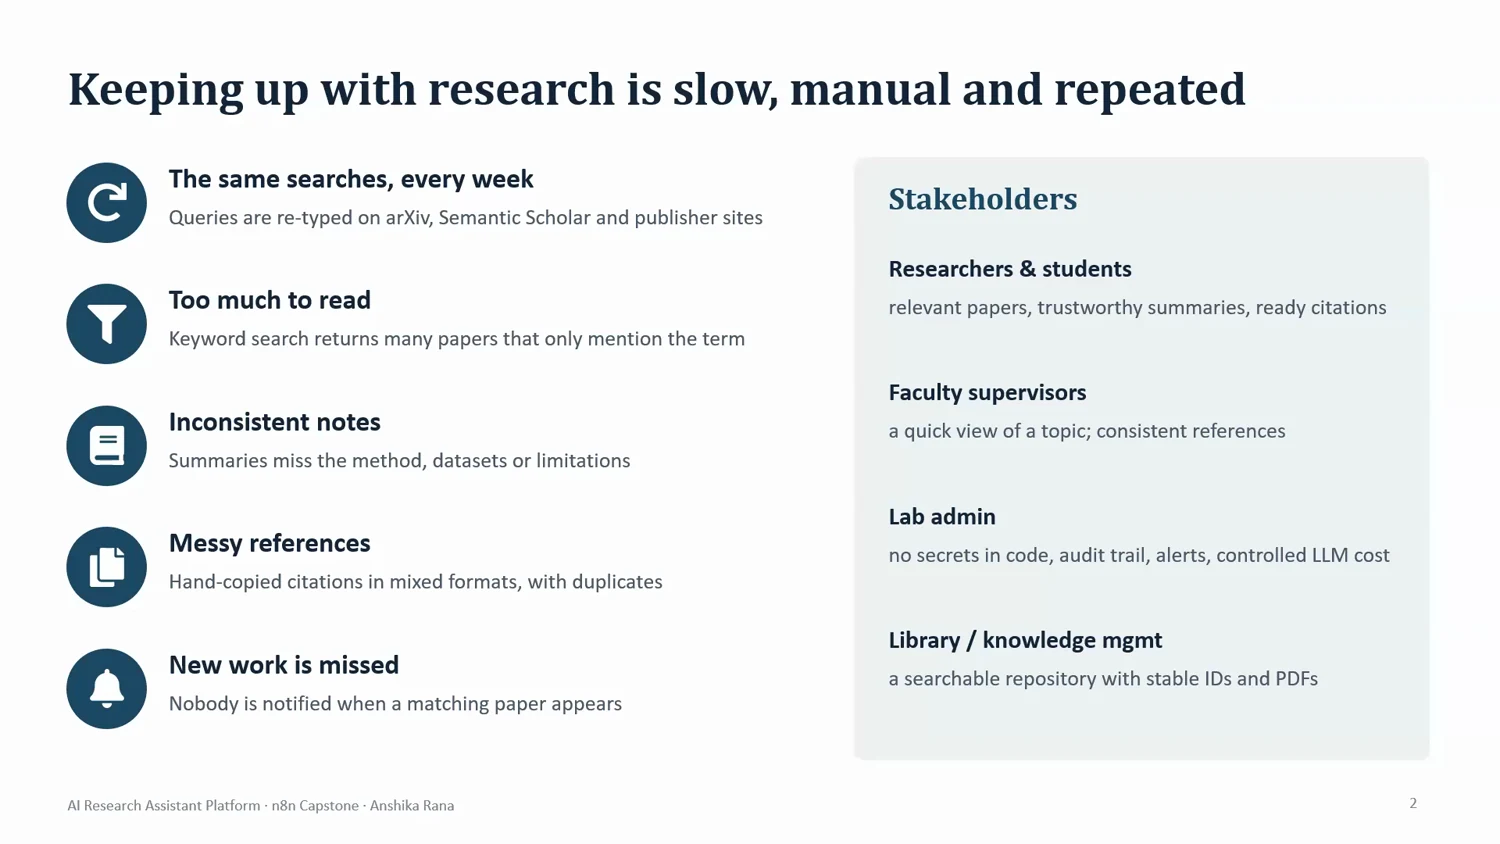 Keeping up with research is slow, manual and repeated
The same searches, every week
Queries are re-typed on arXiv, Semantic Scholar and publisher sites
Too much to read
Keyword search returns many papers that only mention the term
Inconsistent notes
Summaries miss the method, datasets or limitations
Messy references
Hand-copied citations in mixed formats, with duplicates
New work is missed
Nobody is notified when a matching paper appears
Stakeholders
Researchers & students
relevant papers, trustworthy summaries, ready citations
Faculty supervisors
a quick view of a topic; consistent references
Lab admin
no secrets in code, audit trail, alerts, controlled LLM cost
Library / knowledge mgmt
a searchable repository with stable IDs and PDFs
AI Research Assistant Platform · n8n Capstone · Anshika Rana
2